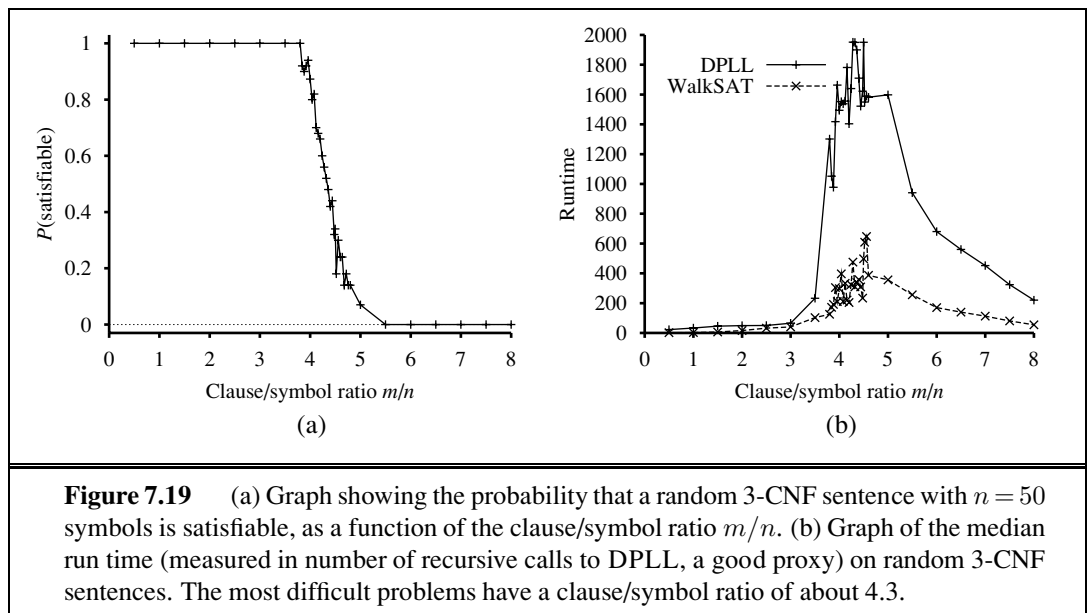 1
0.8
0.6
0.4
0.2
0
P(satisfiable)
0 1 2 3 4 5 6 7 8
Clause/symbol ratio m/n
(a)
2000
1800
1600
1400
1200
1000
800
600
400
200
0
Runtime
DPLL
WalkSAT
0 1 2 3 4 5 6 7 8
Clause/symbol ratio m/n
(b)
Figure 7.19 (a) Graph showing the probability that a random 3-CNF sentence with n = 50
symbols is satisfiable, as a function of the clause/symbol ratio m/n. (b) Graph of the median
run time (measured in number of recursive calls to DPLL, a good proxy) on random 3-CNF
sentences. The most difficult problems have a clause/symbol ratio of about 4.3.